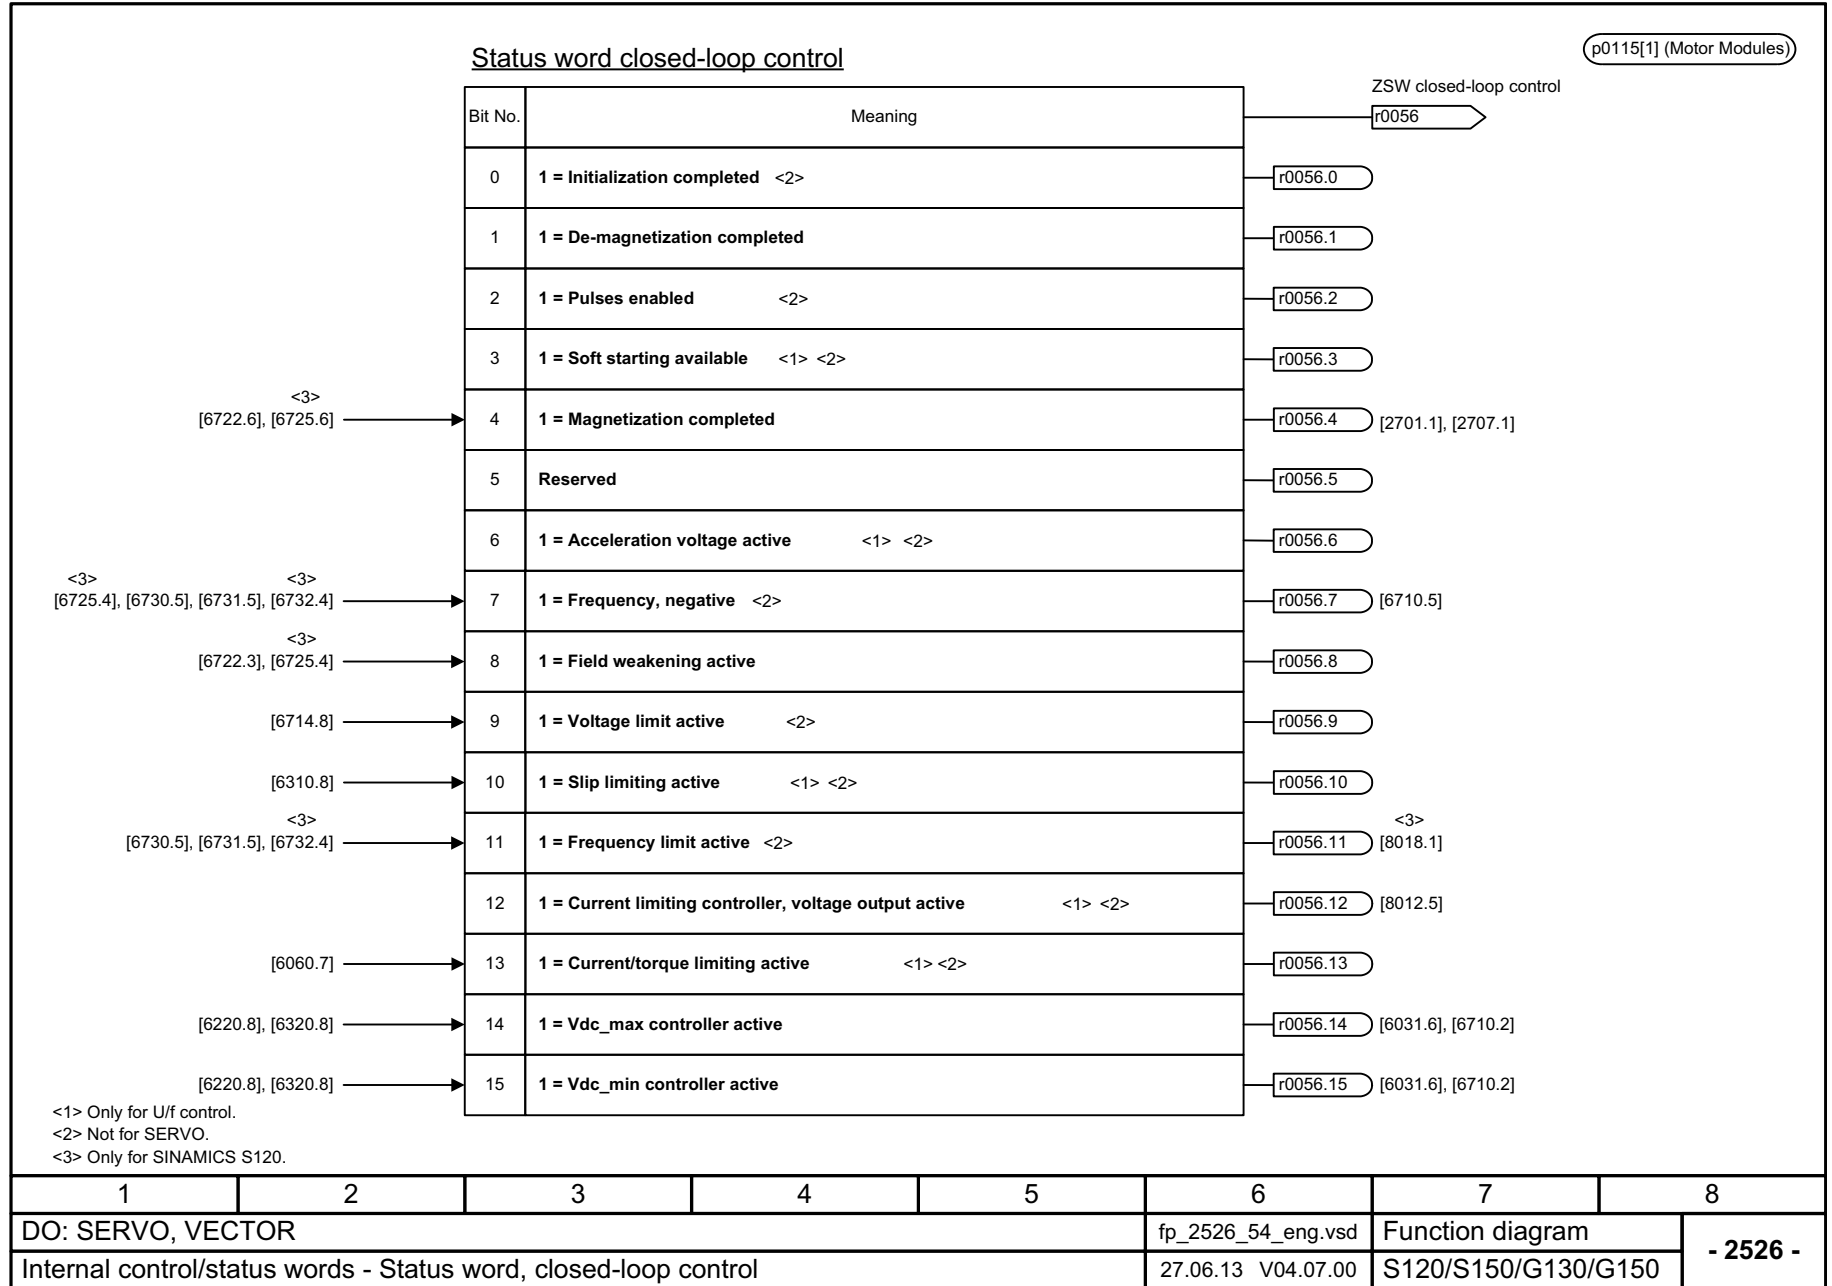 Status word closed-loop control
p0115[1] (Motor Modules)
ZSW closed-loop control
Bit No. Meaning r0056
0 1 = Initialization completed <2> r0056.0
1 1 = De-magnetization completed r0056.1
2 1 = Pulses enabled <2> r0056.2
3 1 = Soft starting available <1> <2> r0056.3
<3>
[6722.6], [6725.6] 4 1 = Magnetization completed r0056.4 [2701.1], [2707.1]
5 Reserved r0056.5
6 1 = Acceleration voltage active <1> <2> r0056.6
<3> <3>
[6725.4], [6730.5], [6731.5], [6732.4] 7 1 = Frequency, negative <2> r0056.7 [6710.5]
<3>
[6722.3], [6725.4] 8 1 = Field weakening active r0056.8
[6714.8] 9 1 = Voltage limit active <2> r0056.9
[6310.8] 10 1 = Slip limiting active <1> <2> r0056.10
<3> <3>
[6730.5], [6731.5], [6732.4] 11 1 = Frequency limit active <2> r0056.11 [8018.1]
12 1 = Current limiting controller, voltage output active <1> <2> r0056.12 [8012.5]
[6060.7] 13 1 = Current/torque limiting active <1> <2> r0056.13
[6220.8], [6320.8] 14 1 = Vdc_max controller active r0056.14 [6031.6], [6710.2]
[6220.8], [6320.8] 15 1 = Vdc_min controller active r0056.15 [6031.6], [6710.2]
<1> Only for U/f control.
<2> Not for SERVO.
<3> Only for SINAMICS S120.
1 2 3 4 5 6 7 8
DO: SERVO, VECTOR fp_2526_54_eng.vsd Function diagram
- 2526 -
Internal control/status words - Status word, closed-loop control 27.06.13 V04.07.00 S120/S150/G130/G150